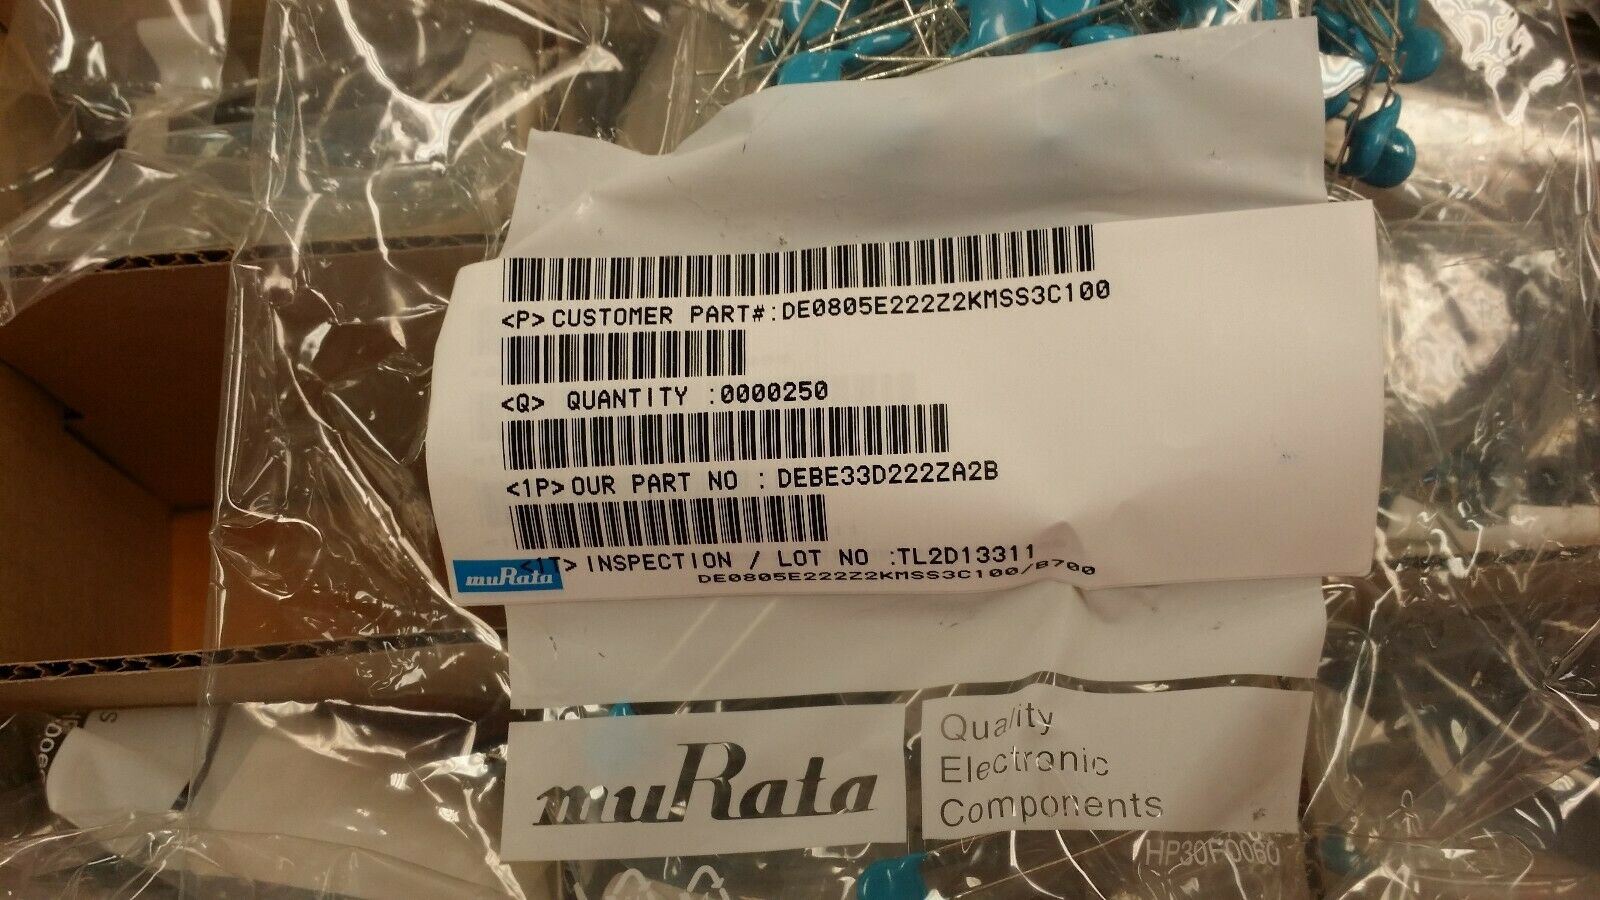 <P> CUSTOMER PART#:DE0805E222Z2KMSS3C100
<Q> QUANTITY :0000250
<1P> OUR PART NO : DEBE33D222ZA2B
<1T> INSPECTION / LOT NO :TL2D13311
muRata
DE0805E222Z2KMSS3C100/B700
muRata
Quality
Electronic
Components
HP30F0060